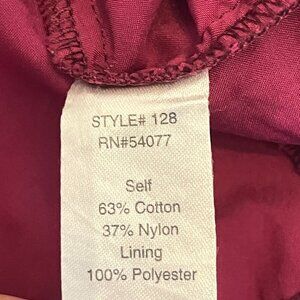 STYLE# 128
RN#54077
Self
63% Cotton
37% Nylon
Lining
100% Polyester